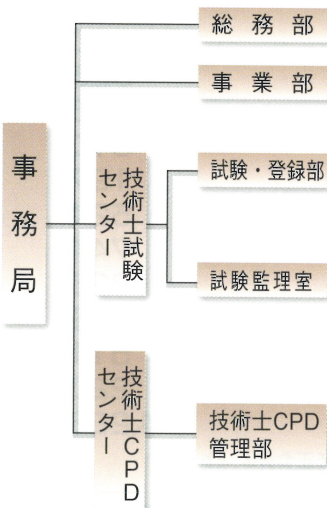 総務部
事業部
事務局
技術士試験
センター
試験・登録部
試験監理室
技術士CPD
センター
技術士CPD
管理部